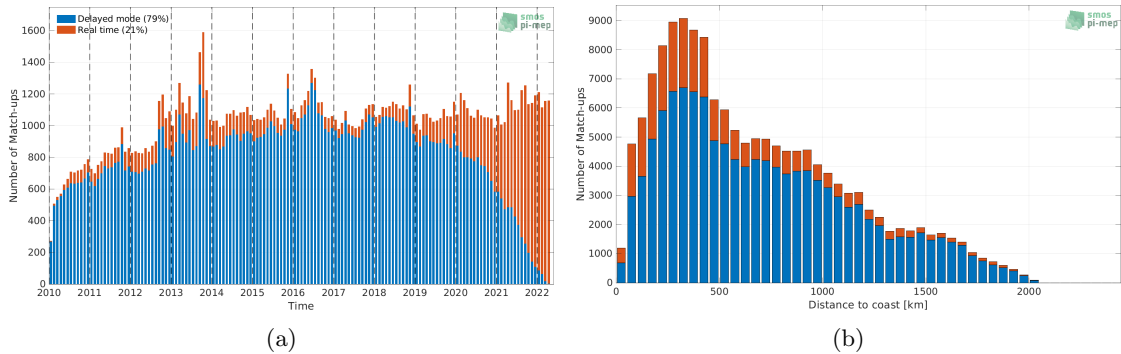 Delayed mode (79%)
Real time (21%)
smos
pi-mep
1600
1400
1200
1000
800
600
400
200
0
Number of Match-ups
2010 2011 2012 2013 2014 2015 2016 2017 2018 2019 2020 2021 2022
Time
(a)
smos
pi-mep
9000
8000
7000
6000
5000
4000
3000
2000
1000
0
Number of Match-ups
0 500 1000 1500 2000
Distance to coast [km]
(b)